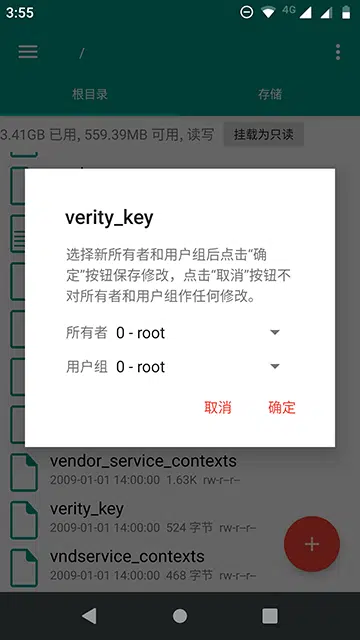 3:55
4G
/
根目录
存储
3.41GB 已用, 559.39MB 可用, 读写
挂载为只读
verity_key
选择新所有者和用户组后点击“确
定”按钮保存修改，点击“取消”按钮不
对所有者和用户组作任何修改。
所有者 0 - root
用户组 0 - root
取消
确定
vendor_service_contexts
2009-01-01 14:00:00 1.63K rw-r--r--
verity_key
2009-01-01 14:00:00 524 字节 rw-r--r--
vndservice_contexts
2009-01-01 14:00:00 468 字节 rw-r--r--